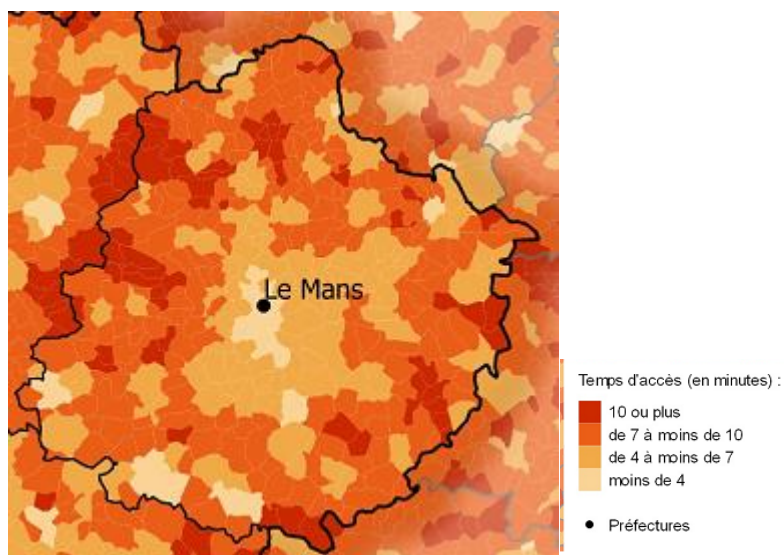 Le Mans
Temps d'accès (en minutes) :
10 ou plus
de 7 à moins de 10
de 4 à moins de 7
moins de 4
Préfectures